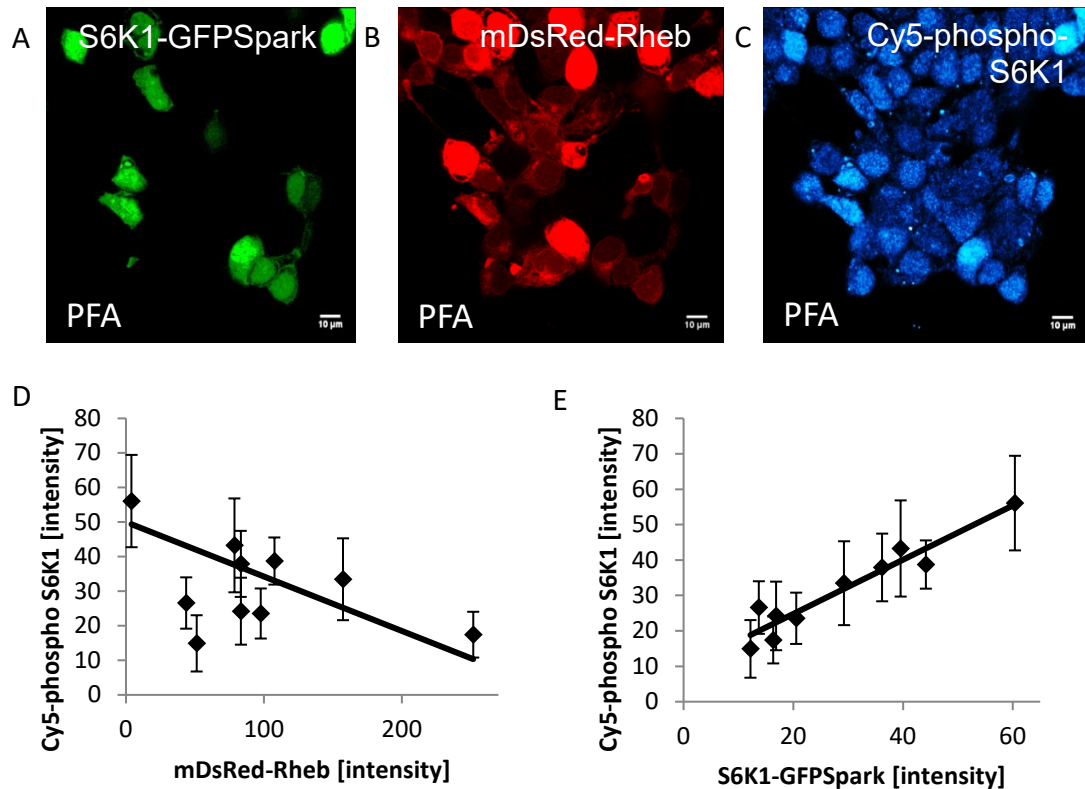 A
S6K1-GFPSpark
PFA
10 µm
B
mDsRed-Rheb
PFA
10 µm
C
Cy5-phospho-
S6K1
PFA
10 µm
D
Cy5-phospho S6K1 [intensity]
80
70
60
50
40
30
20
10
0
0 100 200
mDsRed-Rheb [intensity]
E
Cy5-phospho S6K1 [intensity]
80
70
60
50
40
30
20
10
0
0 20 40 60
S6K1-GFPSpark [intensity]